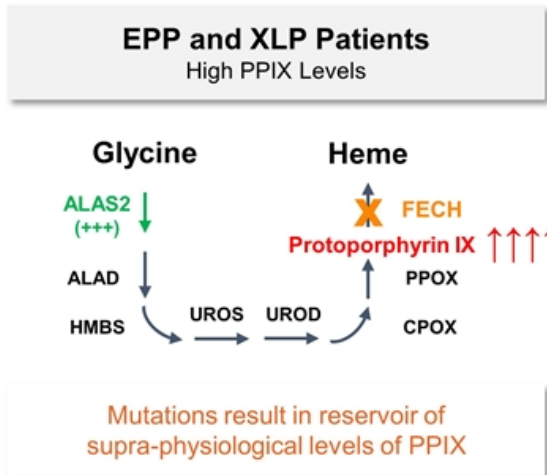 EPP and XLP Patients
High PPIX Levels
Glycine
Heme
ALAS2
(+++)
FECH
Protoporphyrin IX ↑↑↑↑
ALAD
PPOX
HMBS
UROS
UROD
CPOX
Mutations result in reservoir of
supra-physiological levels of PPIX